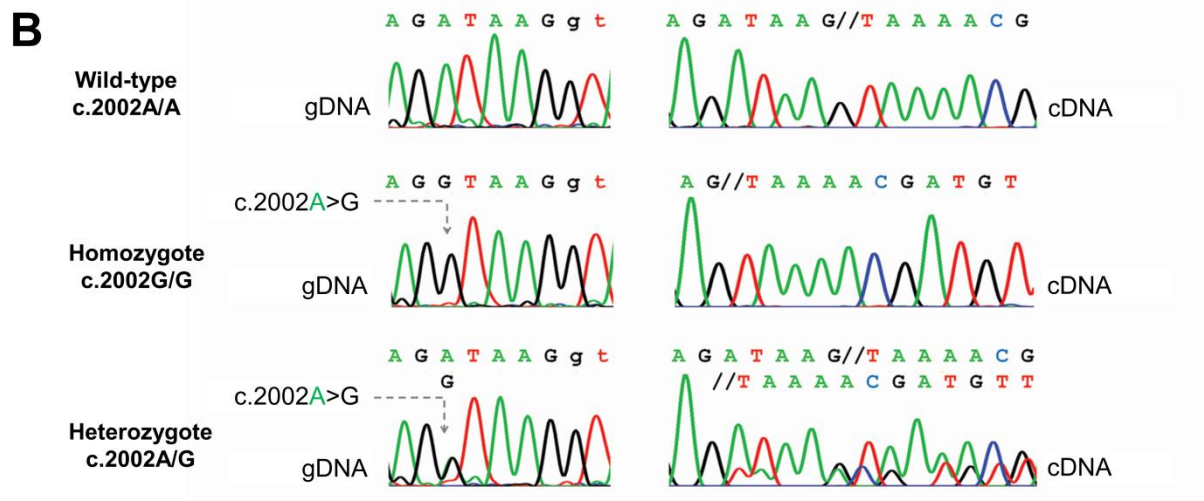 B
A G A T A A G g t
A G A T A A G//T A A A A C G
Wild-type
c.2002A/A
gDNA
cDNA
A G G T A A G g t
A G//T A A A A C G A T G T
c.2002A>G
Homozygote
c.2002G/G
gDNA
cDNA
A G A T A A G g t
G
A G A T A A G//T A A A A C G
//T A A A A C G A T G T T
c.2002A>G
Heterozygote
c.2002A/G
gDNA
cDNA